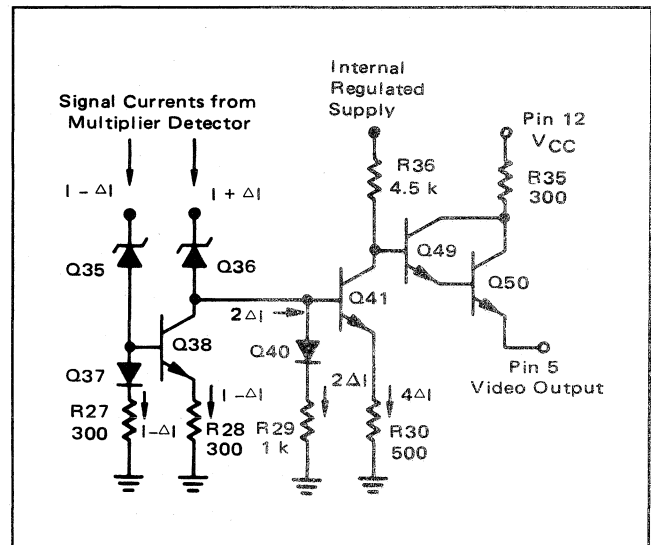 Signal Currents from
Multiplier Detector
Internal
Regulated
Supply
Pin 12
VCC
I – ΔI
I + ΔI
R36
4.5 k
R35
300
Q35
Q36
Q49
Q41
Q50
2ΔI
Q38
Q40
Q37
Pin 5
Video Output
R27
300
I–ΔI
I–ΔI
R28
300
R29
1 k
2ΔI
4ΔI
R30
500